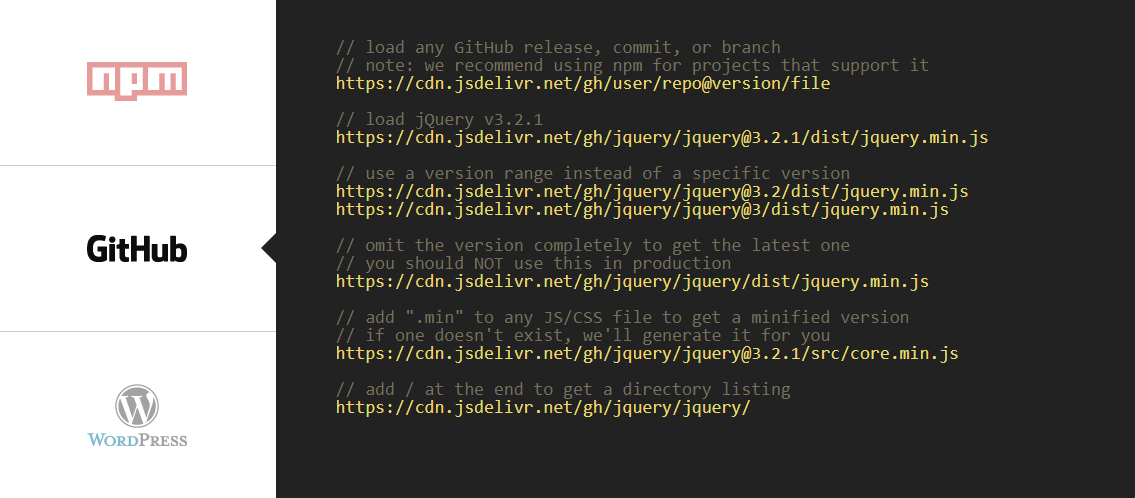 npm
GitHub
WordPress
// load any GitHub release, commit, or branch
// note: we recommend using npm for projects that support it
https://cdn.jsdelivr.net/gh/user/repo@version/file
// load jQuery v3.2.1
https://cdn.jsdelivr.net/gh/jquery/jquery@3.2.1/dist/jquery.min.js
// use a version range instead of a specific version
https://cdn.jsdelivr.net/gh/jquery/jquery@3.2/dist/jquery.min.js
https://cdn.jsdelivr.net/gh/jquery/jquery@3/dist/jquery.min.js
// omit the version completely to get the latest one
// you should NOT use this in production
https://cdn.jsdelivr.net/gh/jquery/jquery/dist/jquery.min.js
// add ".min" to any JS/CSS file to get a minified version
// if one doesn't exist, we'll generate it for you
https://cdn.jsdelivr.net/gh/jquery/jquery@3.2.1/src/core.min.js
// add / at the end to get a directory listing
https://cdn.jsdelivr.net/gh/jquery/jquery/